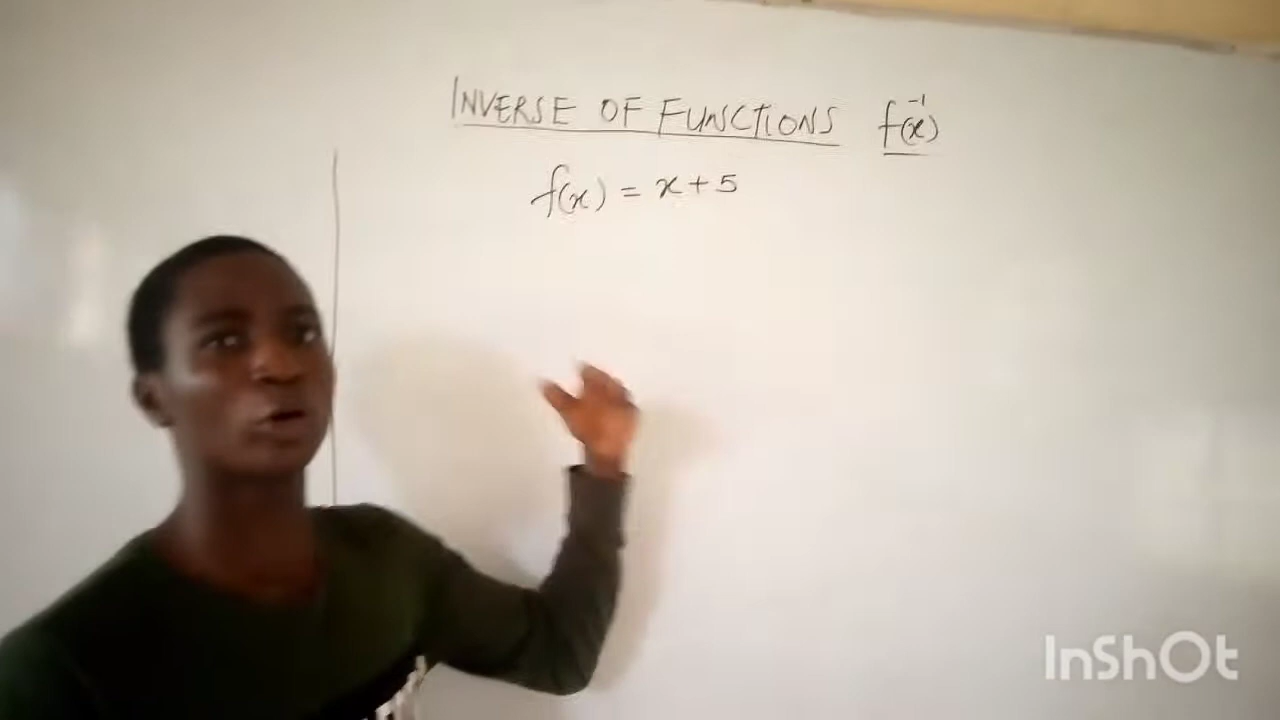 INVERSE OF FUNCTIONS f⁻¹(x)
f(x) = x + 5
InShOt